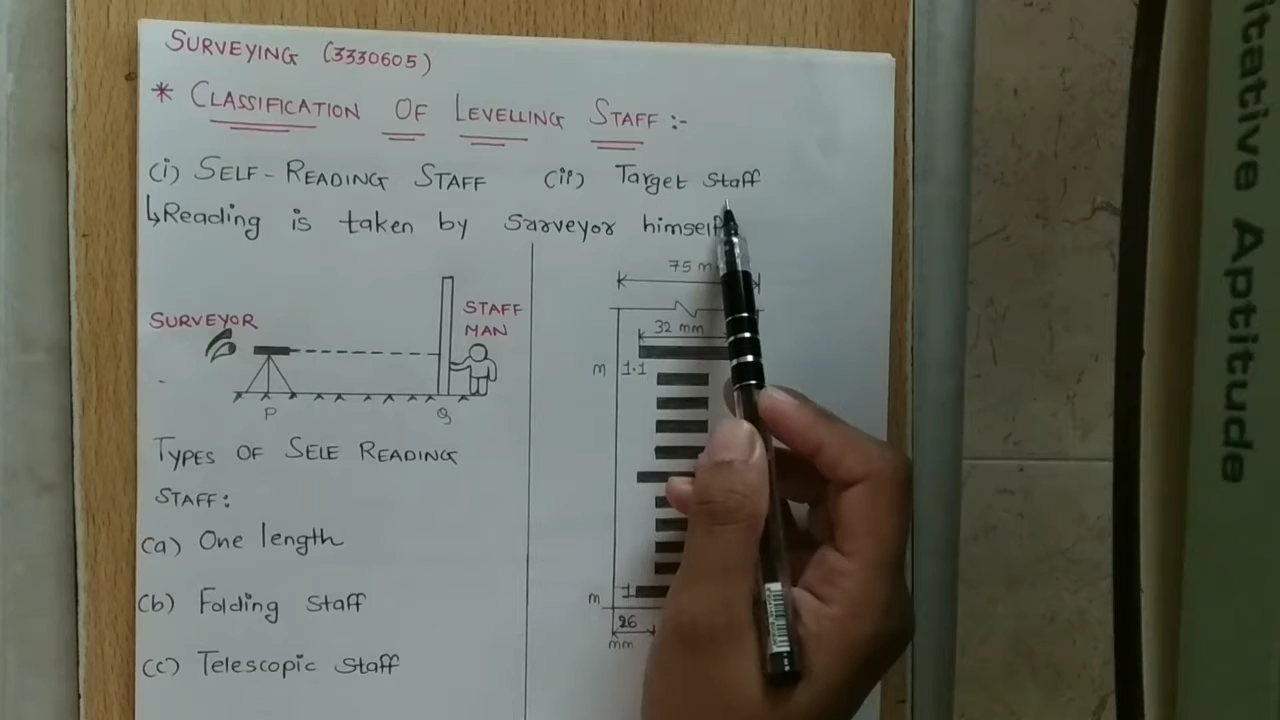 SURVEYING (3330605)
* CLASSIFICATION OF LEVELLING STAFF :-
(i) SELF-READING STAFF (ii) Target Staff
↳Reading is taken by Surveyor himself
75 m
32 mm
SURVEYOR
STAFF
MAN
m 1.1
P
Q
TYPES OF SELE READING
STAFF:
(a) One length
(b) Folding Staff
(c) Telescopic Staff
m 1
26
mm
itative Aptitude